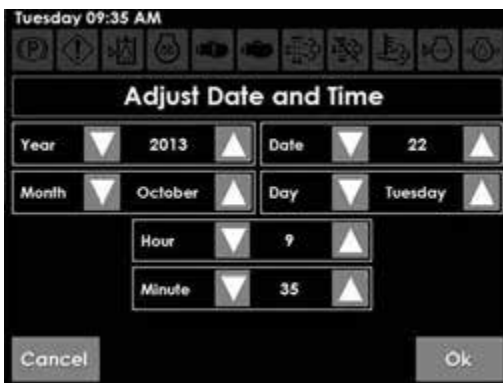 Tuesday 09:35 AM
(P)
Adjust Date and Time
Year 2013 Date 22
Month October Day Tuesday
Hour 9
Minute 35
Cancel Ok